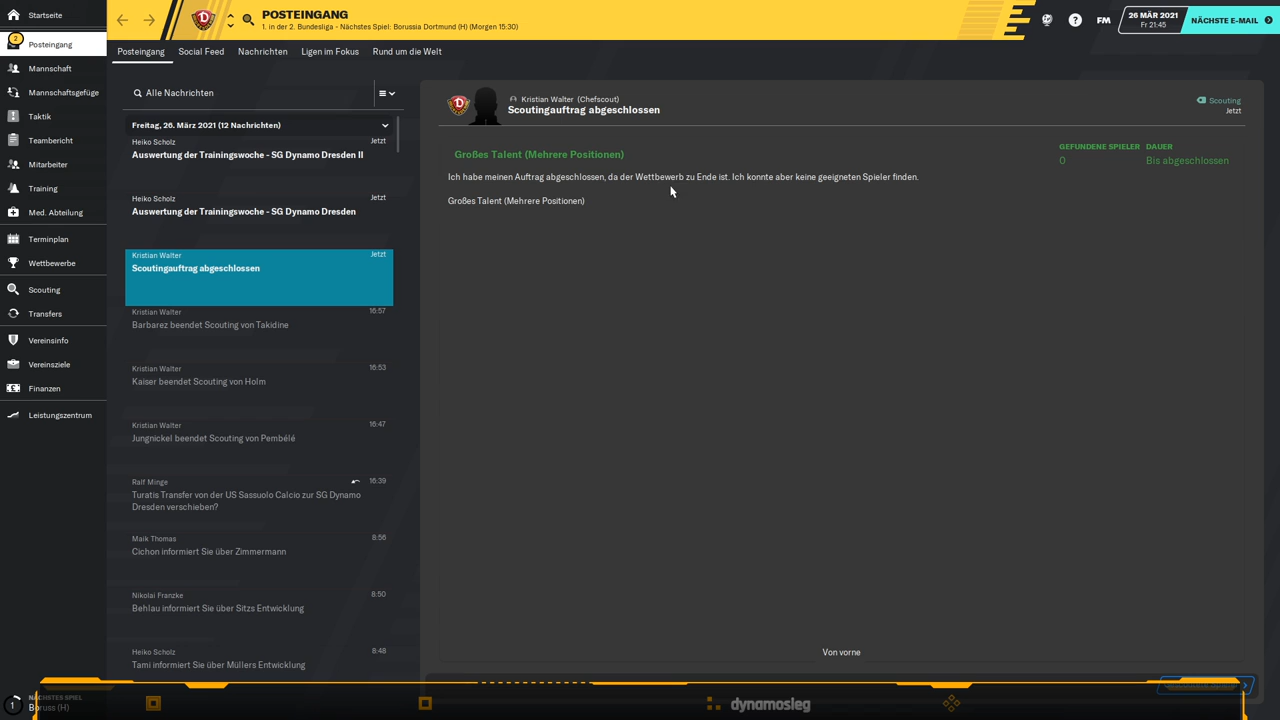 Startseite
2
Posteingang
Mannschaft
Mannschaftsgefüge
Taktik
Teambericht
Mitarbeiter
Training
Med. Abteilung
Terminplan
Wettbewerbe
Scouting
Transfers
Vereinsinfo
Vereinsziele
Finanzen
Leistungszentrum
POSTEINGANG
1. in der 2. Bundesliga - Nächstes Spiel: Borussia Dortmund (H) (Morgen 15:30)
FM
26 MÄR 2021
Fr 21:45
NÄCHSTE E-MAIL
Posteingang
Social Feed
Nachrichten
Ligen im Fokus
Rund um die Welt
Alle Nachrichten
Freitag, 26. März 2021 (12 Nachrichten)
Heiko Scholz
Jetzt
Auswertung der Trainingswoche - SG Dynamo Dresden II
Heiko Scholz
Jetzt
Auswertung der Trainingswoche - SG Dynamo Dresden
Kristian Walter
Jetzt
Scoutingauftrag abgeschlossen
Kristian Walter
16:57
Barbarez beendet Scouting von Takidine
Kristian Walter
16:53
Kaiser beendet Scouting von Holm
Kristian Walter
16:47
Jungnickel beendet Scouting von Pembélé
Ralf Minge
16:39
Turatis Transfer von der US Sassuolo Calcio zur SG Dynamo
Dresden verschieben?
Maik Thomas
8:56
Cichon informiert Sie über Zimmermann
Nikolai Franzke
8:50
Behlau informiert Sie über Sitzs Entwicklung
Heiko Scholz
8:48
Tami informiert Sie über Müllers Entwicklung
Kristian Walter (Chefscout)
Scoutingauftrag abgeschlossen
Scouting
Jetzt
Großes Talent (Mehrere Positionen)
GEFUNDENE SPIELER
DAUER
0
Bis abgeschlossen
Ich habe meinen Auftrag abgeschlossen, da der Wettbewerb zu Ende ist. Ich konnte aber keine geeigneten Spieler finden.
Großes Talent (Mehrere Positionen)
Von vorne
1
NÄCHSTES SPIEL
Boruss (H)
dynamosleg